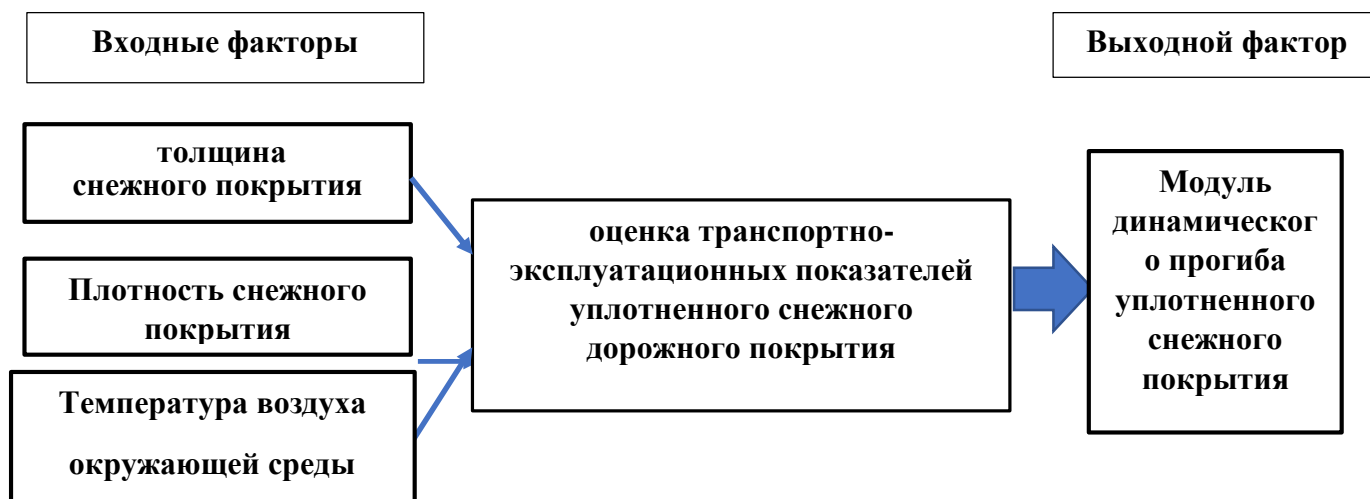 Входные факторы
Выходной фактор
толщина
снежного покрытия
Плотность снежного
покрытия
Температура воздуха
окружающей среды
оценка транспортно-
эксплуатационных показателей
уплотненного снежного
дорожного покрытия
Модуль
динамическог
о прогиба
уплотненного
снежного
покрытия